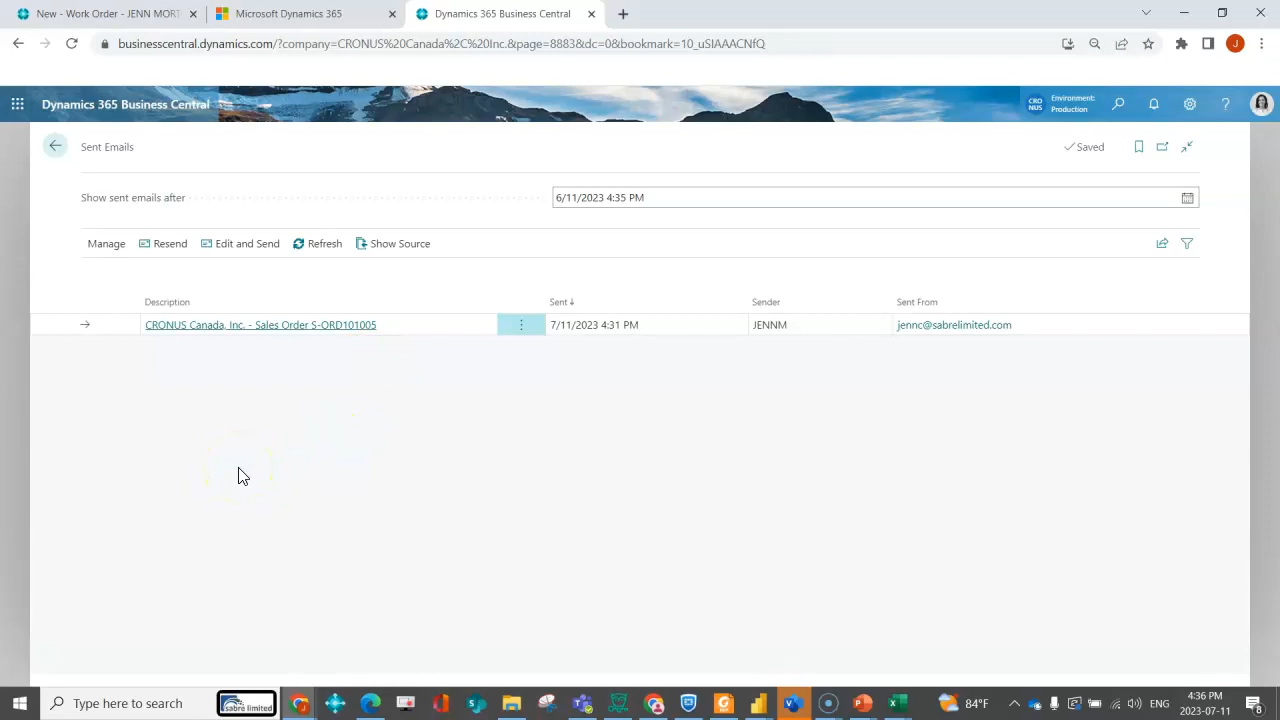 New - Work Order - JENN MORT
Microsoft Dynamics 365
Dynamics 365 Business Central
businesscentral.dynamics.com/?company=CRONUS%20Canada%2C%20Inc.&page=8883&dc=0&bookmark=10_uSIAAACNfQ
J
Dynamics 365 Business Central
CRO
NUS
Environment:
Production
Sent Emails
Saved
Show sent emails after
6/11/2023 4:35 PM
Manage
Resend
Edit and Send
Refresh
Show Source
Description
Sent↓
Sender
Sent From
CRONUS Canada, Inc. - Sales Order S-ORD101005
7/11/2023 4:31 PM
JENNM
jennc@sabrelimited.com
Type here to search
sabre limited
84°F
ENG
4:36 PM
2023-07-11
8